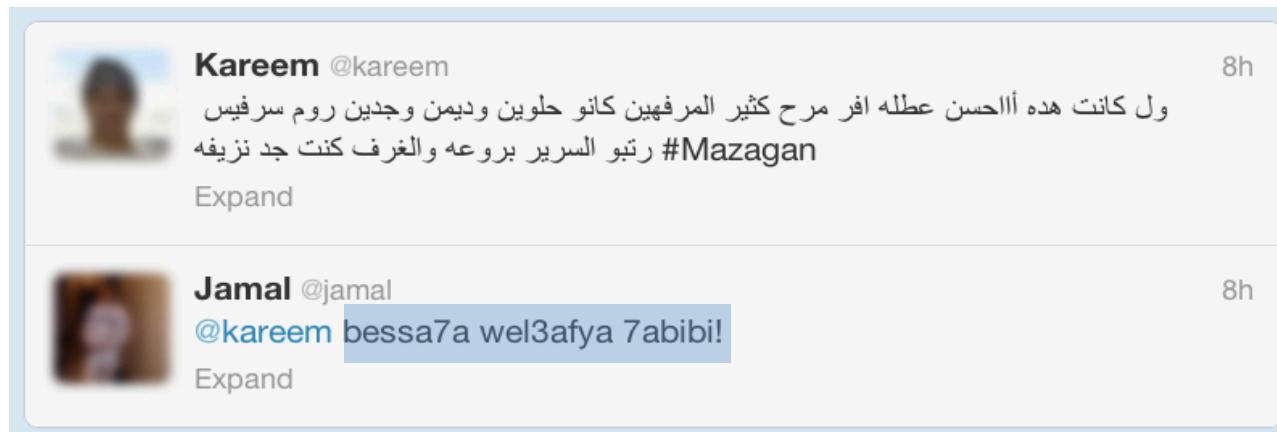 Kareem @kareem 8h
ول كانت هده أااحسن عطله افر مرح كثير المرفهين كانو حلوين وديمن وجدين روم سرفيس
رتبو السرير بروعه والغرف كنت جد نزيفه #Mazagan
Expand
Jamal @jamal 8h
@kareem bessa7a wel3afya 7abibi!
Expand